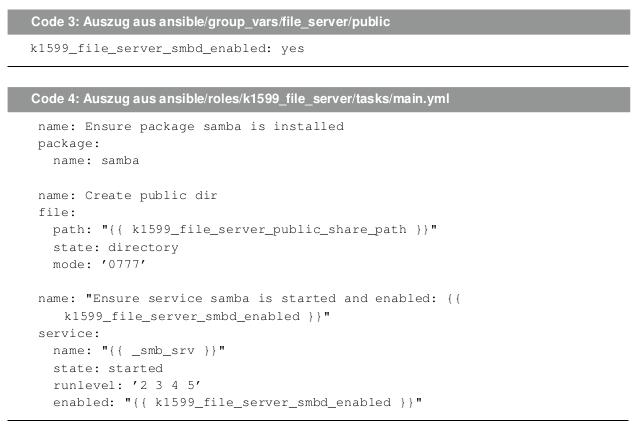 Code 3: Auszug aus ansible/group_vars/file_server/public
k1599_file_server_smbd_enabled: yes
Code 4: Auszug aus ansible/roles/k1599_file_server/tasks/main.yml
name: Ensure package samba is installed
package:
name: samba
name: Create public dir
file:
path: "{{ k1599_file_server_public_share_path }}"
state: directory
mode: ’0777’
name: "Ensure service samba is started and enabled: {{
k1599_file_server_smbd_enabled }}"
service:
name: "{{ _smb_srv }}"
state: started
runlevel: ’2 3 4 5’
enabled: "{{ k1599_file_server_smbd_enabled }}"